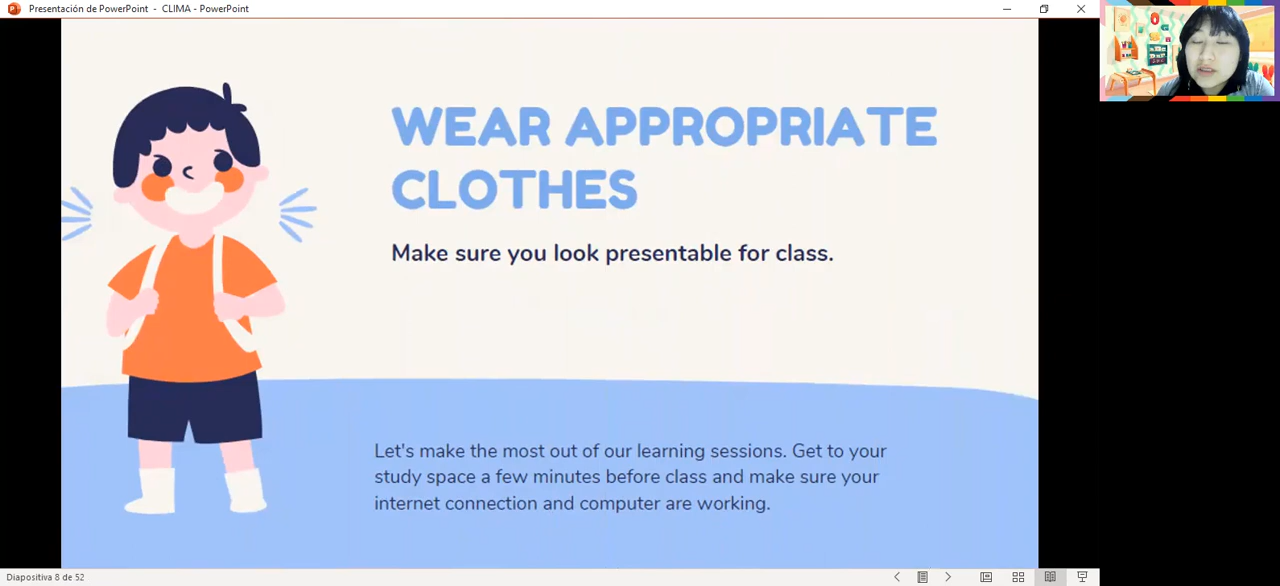 Presentación de PowerPoint - CLIMA - PowerPoint
WEAR APPROPRIATE
CLOTHES
Make sure you look presentable for class.
Let's make the most out of our learning sessions. Get to your
study space a few minutes before class and make sure your
internet connection and computer are working.
Diapositiva 8 de 52